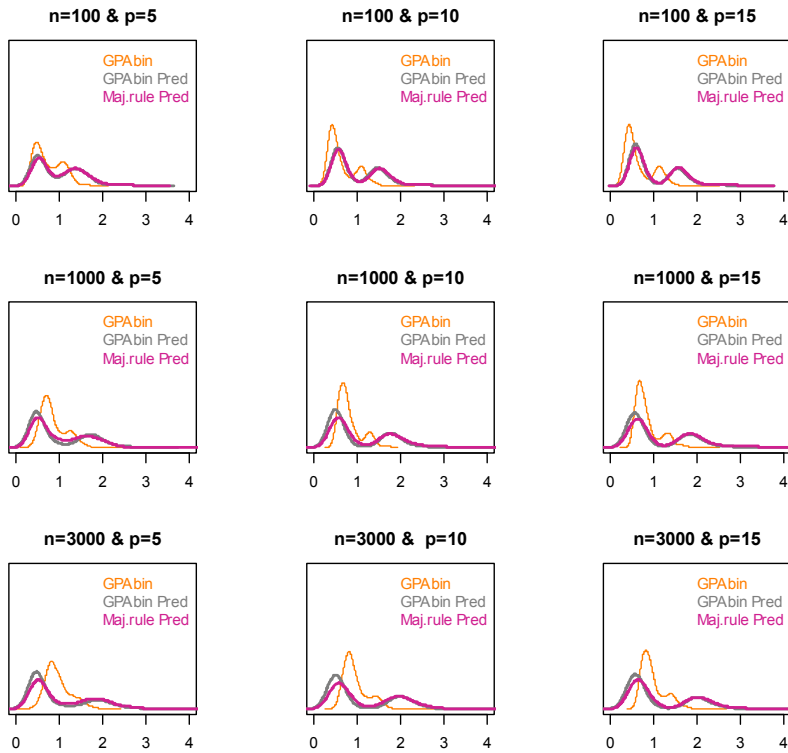 n=100 & p=5
GPAbin
GPAbin Pred
Maj.rule Pred
0 1 2 3 4
n=100 & p=10
GPAbin
GPAbin Pred
Maj.rule Pred
0 1 2 3 4
n=100 & p=15
GPAbin
GPAbin Pred
Maj.rule Pred
0 1 2 3 4
n=1000 & p=5
GPAbin
GPAbin Pred
Maj.rule Pred
0 1 2 3 4
n=1000 & p=10
GPAbin
GPAbin Pred
Maj.rule Pred
0 1 2 3 4
n=1000 & p=15
GPAbin
GPAbin Pred
Maj.rule Pred
0 1 2 3 4
n=3000 & p=5
GPAbin
GPAbin Pred
Maj.rule Pred
0 1 2 3 4
n=3000 & p=10
GPAbin
GPAbin Pred
Maj.rule Pred
0 1 2 3 4
n=3000 & p=15
GPAbin
GPAbin Pred
Maj.rule Pred
0 1 2 3 4